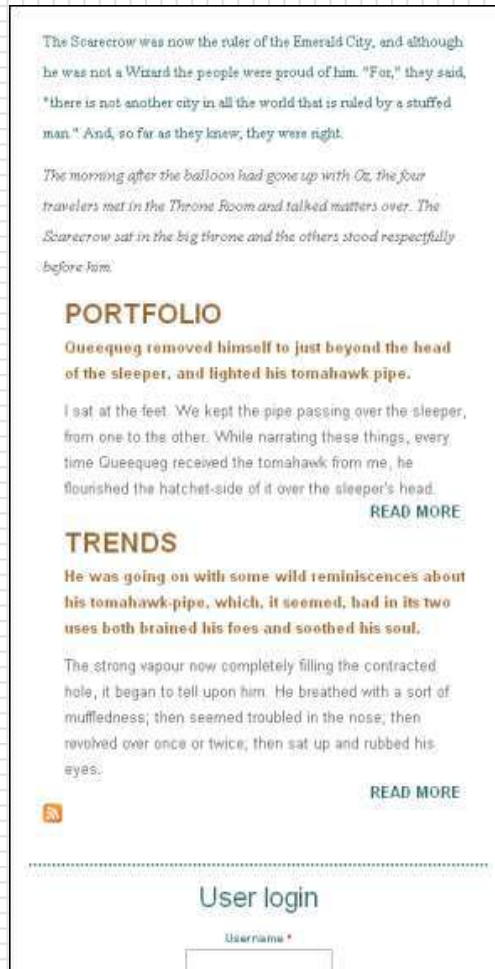 The Scarecrow was now the ruler of the Emerald City, and although
he was not a Wizard the people were proud of him. "For," they said,
"there is not another city in all the world that is ruled by a stuffed
man." And, so far as they knew, they were right.
The morning after the balloon had gone up with Oz, the four
travelers met in the Throne Room and talked matters over. The
Scarecrow sat in the big throne and the others stood respectfully
before him.
PORTFOLIO
Queequeg removed himself to just beyond the head
of the sleeper, and lighted his tomahawk pipe.
I sat at the feet. We kept the pipe passing over the sleeper,
from one to the other. While narrating these things, every
time Queequeg received the tomahawk from me, he
flourished the hatchet-side of it over the sleeper's head.
READ MORE
TRENDS
He was going on with some wild reminiscences about
his tomahawk-pipe, which, it seemed, had in its two
uses both brained his foes and soothed his soul.
The strong vapour now completely filling the contracted
hole, it began to tell upon him. He breathed with a sort of
muffledness; then seemed troubled in the nose; then
revolved over once or twice; then sat up and rubbed his
eyes.
READ MORE
User login
Username *